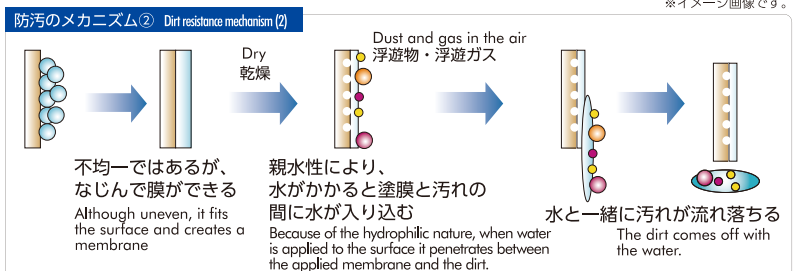 ※イメージ画像です。
防汚のメカニズム② Dirt resistance mechanism (2)
Dry
乾燥
Dust and gas in the air
浮遊物・浮遊ガス
不均一ではあるが、
なじんで膜ができる
Although uneven, it fits
the surface and creates a
membrane
親水性により、
水がかかると塗膜と汚れの
間に水が入り込む
Because of the hydrophilic nature, when water
is applied to the surface it penetrates between
the applied membrane and the dirt.
水と一緒に汚れが流れ落ちる
The dirt comes off with
the water.